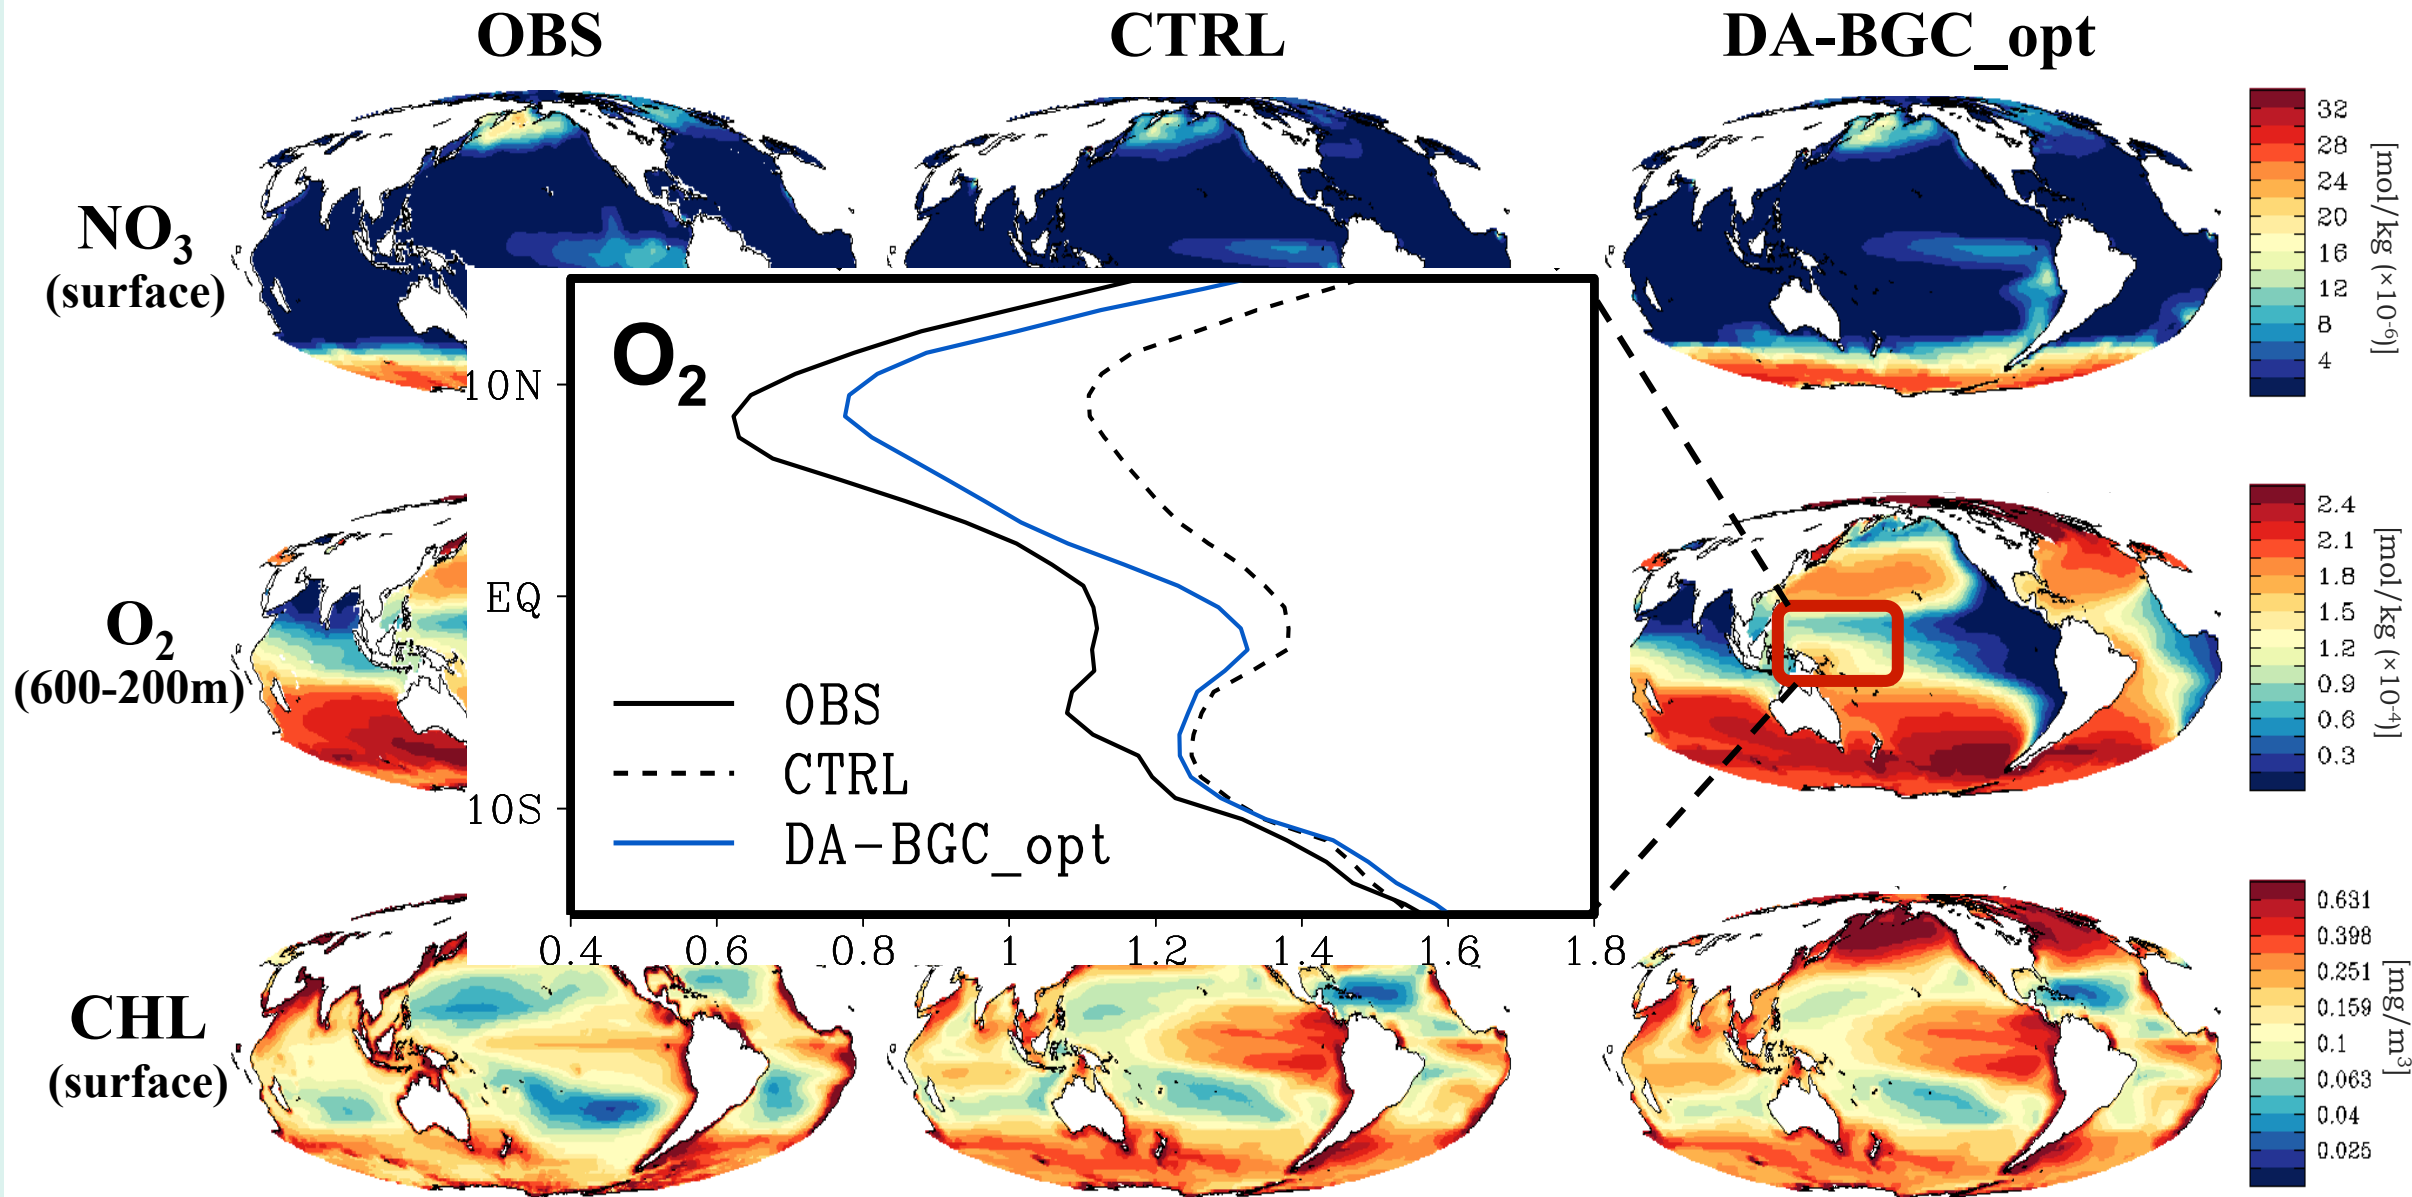 OBS CTRL DA-BGC_opt
NO3
(surface)
32
28
24
20
16
12
8
4
[mol/kg (×10-6)]
O2
10N
EQ
10S
OBS
CTRL
DA-BGC_opt
0.4 0.6 0.8 1 1.2 1.4 1.6 1.8
O2
(600-200m)
2.4
2.1
1.8
1.5
1.2
0.9
0.6
0.3
[mol/kg (×10-4)]
CHL
(surface)
0.631
0.398
0.251
0.159
0.1
0.063
0.04
0.025
[mg/m3]